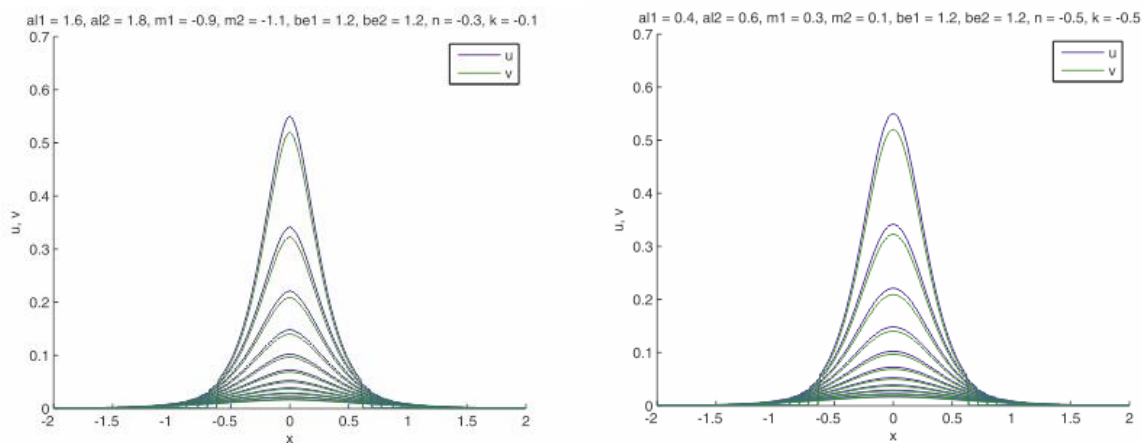 al1 = 1.6, al2 = 1.8, m1 = -0.9, m2 = -1.1, be1 = 1.2, be2 = 1.2, n = -0.3, k = -0.1
0.7
0.6
0.5
0.4
0.3
0.2
0.1
0
u, v
u
v
-2 -1.5 -1 -0.5 0 0.5 1 1.5 2
x
al1 = 0.4, al2 = 0.6, m1 = 0.3, m2 = 0.1, be1 = 1.2, be2 = 1.2, n = -0.5, k = -0.5
0.7
0.6
0.5
0.4
0.3
0.2
0.1
0
u, v
u
v
-2 -1.5 -1 -0.5 0 0.5 1 1.5 2
x